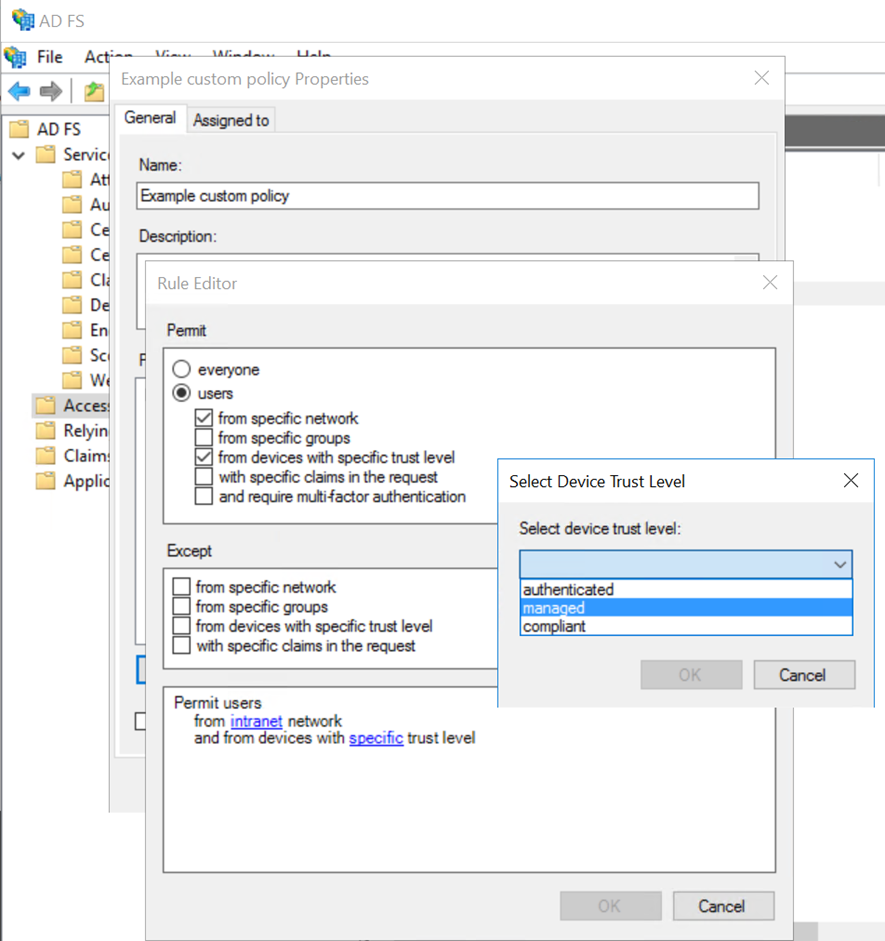 AD FS
File Action View Window Help
Example custom policy Properties
General Assigned to
AD FS
Servic
Att
Au
Ce
Ce
Cla
De
En
Sc
We
Access
Relyin
Claims
Applic
Name:
Example custom policy
Description:
Rule Editor
Permit
everyone
users
from specific network
from specific groups
from devices with specific trust level
with specific claims in the request
and require multi-factor authentication
Except
from specific network
from specific groups
from devices with specific trust level
with specific claims in the request
Permit users
from intranet network
and from devices with specific trust level
OK Cancel
Select Device Trust Level
Select device trust level:
authenticated
managed
compliant
OK Cancel